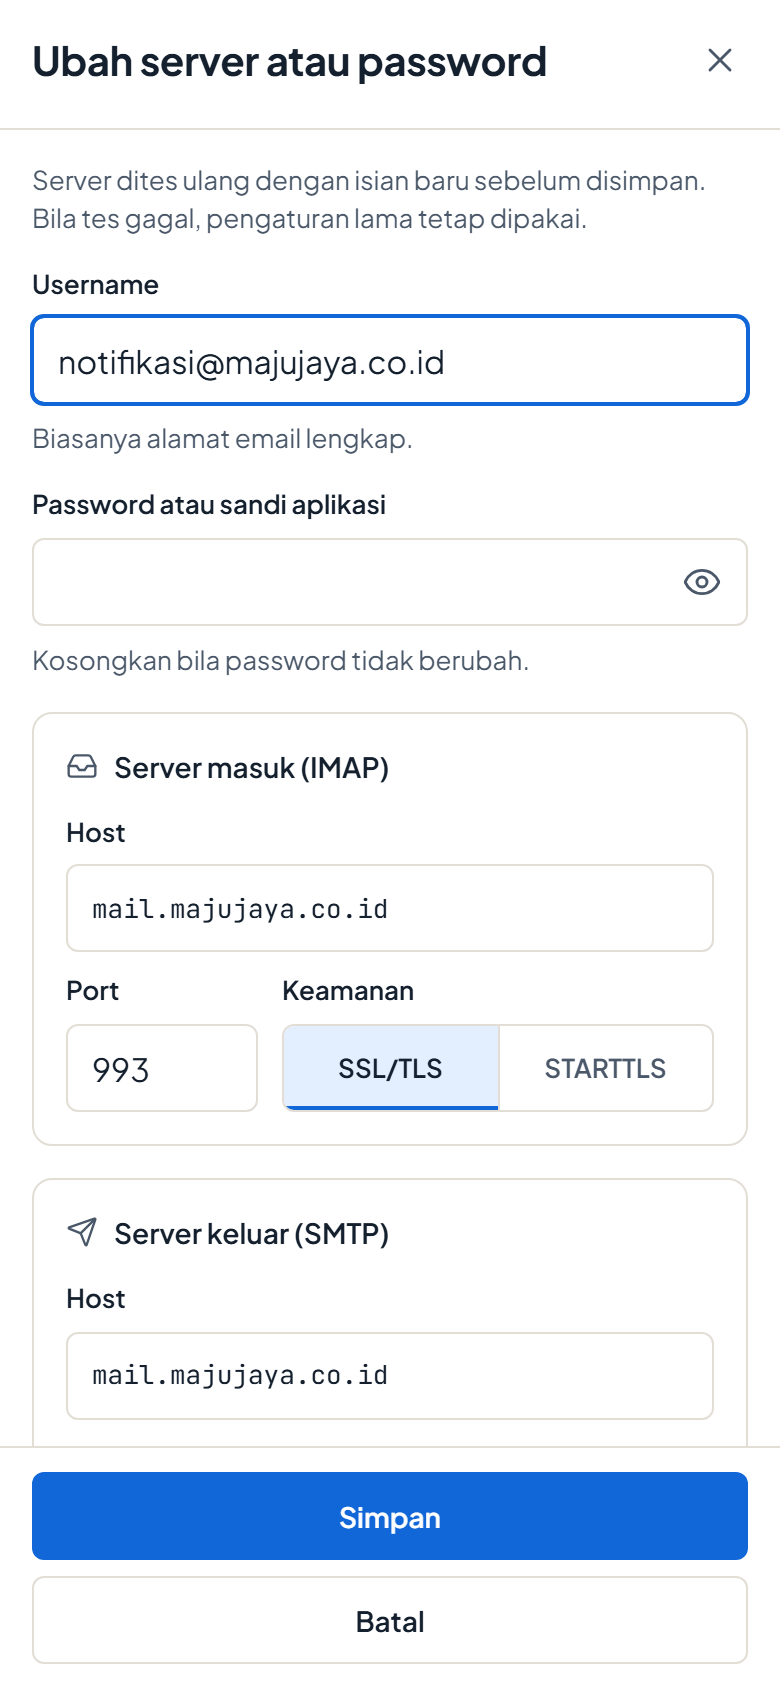 Ubah server atau password
Server dites ulang dengan isian baru sebelum disimpan.
Bila tes gagal, pengaturan lama tetap dipakai.
Username
notifikasi@majujaya.co.id
Biasanya alamat email lengkap.
Password atau sandi aplikasi
Kosongkan bila password tidak berubah.
Server masuk (IMAP)
Host
mail.majujaya.co.id
Port Keamanan
993 SSL/TLS STARTTLS
Server keluar (SMTP)
Host
mail.majujaya.co.id
Simpan
Batal